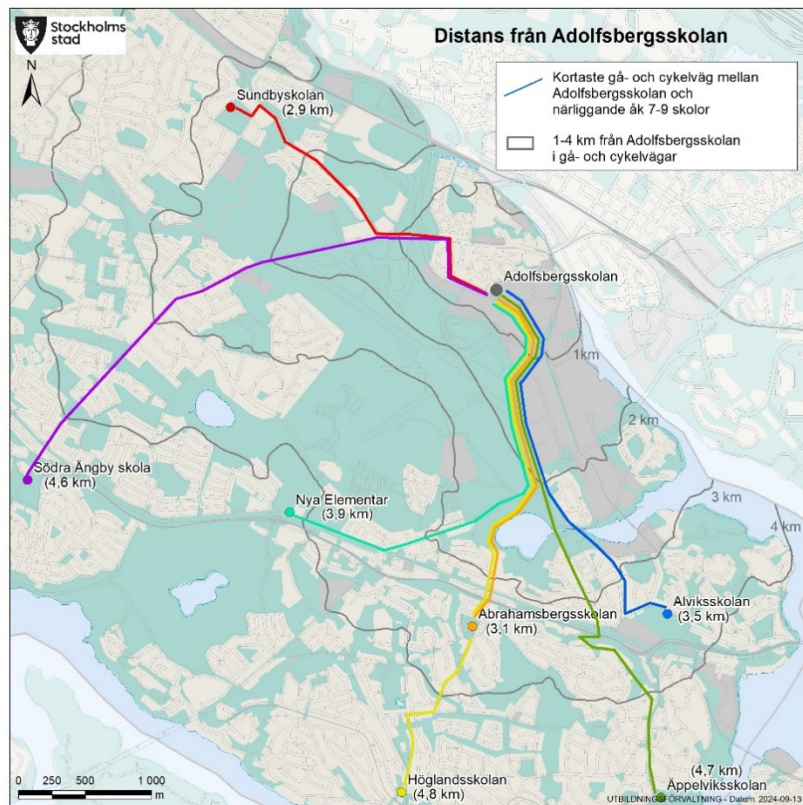 Stockholms
stad
Distans från Adolfsbergsskolan
N
Kortaste gå- och cykelväg mellan
Adolfsbergsskolan och
närliggande åk 7-9 skolor
1-4 km från Adolfsbergsskolan
i gå- och cykelvägar
Sundbyskolan
(2,9 km)
Adolfsbergsskolan
1km
2 km
Södra Ängby skola
(4,6 km)
Nya Elementar
(3,9 km)
3 km
4 km
Abrahamsbergsskolan
(3,1 km)
Alviksskolan
(3,5 km)
Höglandsskolan
(4,8 km)
(4,7 km)
Äppelviksskolan
0 250 500 1 000
m
UTBILDNINGSFÖRVALTNING - Datum: 2024-09-13